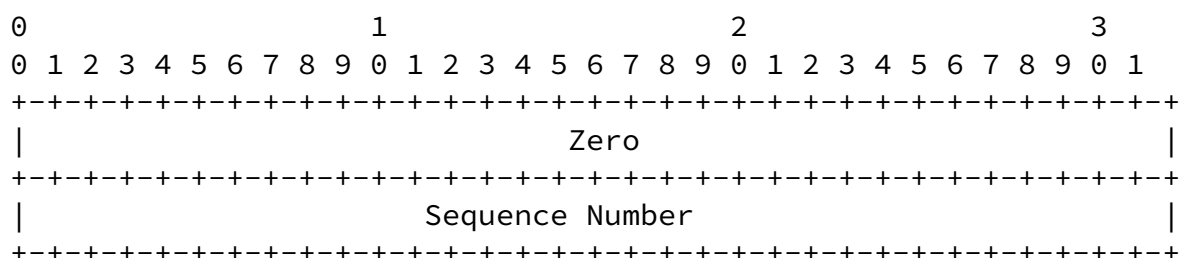 0                   1                   2                   3
0 1 2 3 4 5 6 7 8 9 0 1 2 3 4 5 6 7 8 9 0 1 2 3 4 5 6 7 8 9 0 1
+-+-+-+-+-+-+-+-+-+-+-+-+-+-+-+-+-+-+-+-+-+-+-+-+-+-+-+-+-+-+-+-+
|                              Zero                             |
+-+-+-+-+-+-+-+-+-+-+-+-+-+-+-+-+-+-+-+-+-+-+-+-+-+-+-+-+-+-+-+-+
|                      Sequence Number                          |
+-+-+-+-+-+-+-+-+-+-+-+-+-+-+-+-+-+-+-+-+-+-+-+-+-+-+-+-+-+-+-+-+